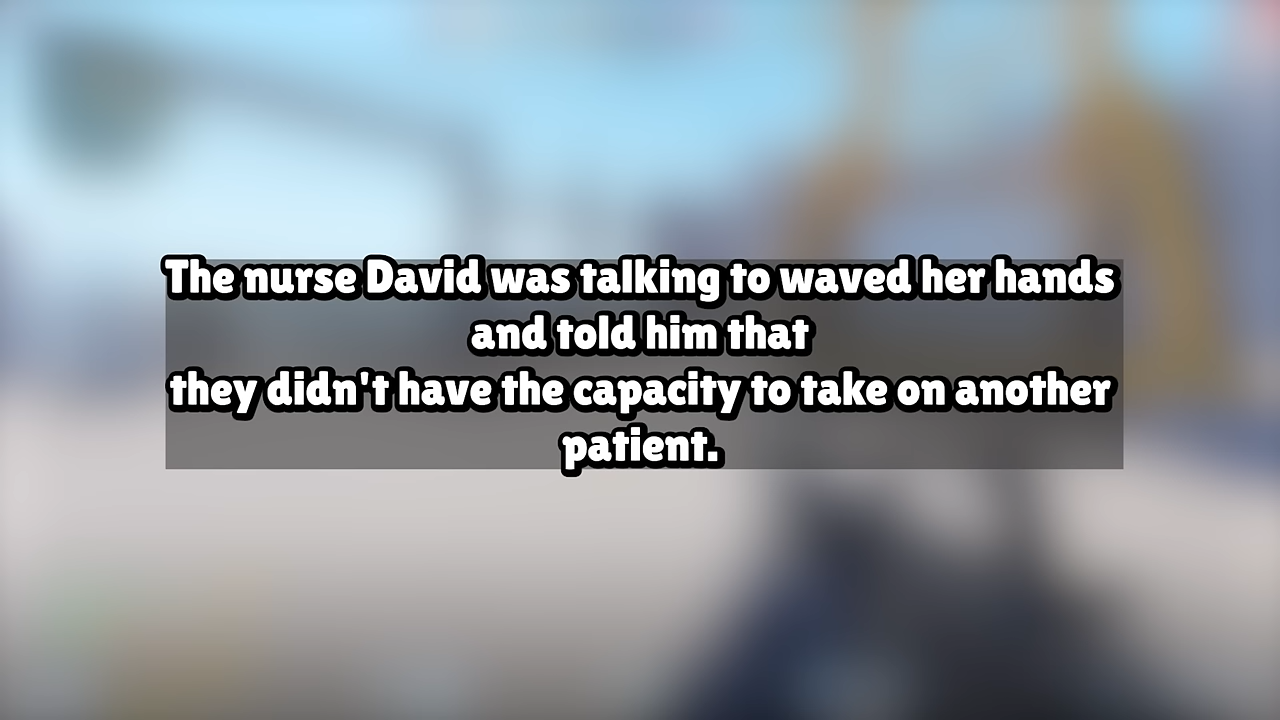 The nurse David was talking to waved her hands
and told him that
they didn't have the capacity to take on another
patient.